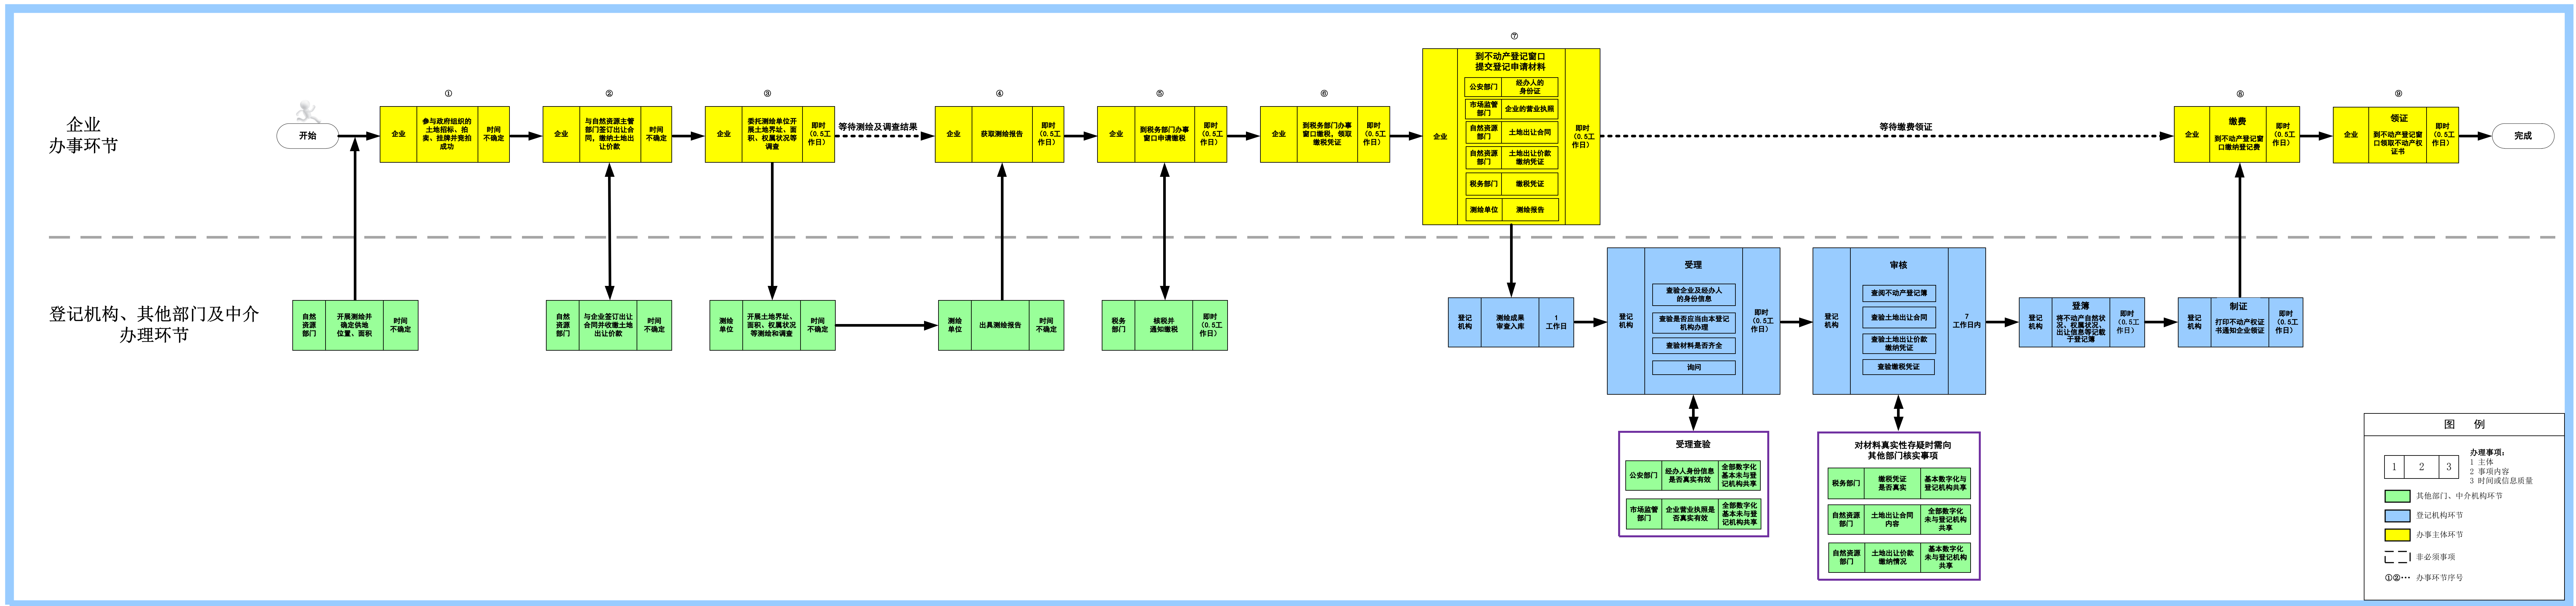 企业
办事环节
开始
①
企业
参与政府组织的
土地招标、拍
卖、挂牌并竞拍
成功
时间
不确定
②
企业
与自然资源主管
部门签订出让合
同，缴纳土地出
让价款
时间
不确定
③
企业
委托测绘单位开
展土地界址、面
积、权属状况等
调查
即时
（0.5工
作日）
等待测绘及调查结果
④
企业
获取测绘报告
即时
（0.5工
作日）
⑤
企业
到税务部门办事
窗口申请缴税
即时
（0.5工
作日）
⑥
企业
到税务部门办事
窗口缴税，领取
缴税凭证
即时
（0.5工
作日）
⑦
企业
到不动产登记窗口
提交登记申请材料
公安部门
经办人的
身份证
市场监管
部门
企业的营业执照
自然资源
部门
土地出让合同
自然资源
部门
土地出让价款
缴纳凭证
税务部门
缴税凭证
测绘单位
测绘报告
即时
（0.5工
作日）
等待缴费领证
⑧
企业
缴费
到不动产登记窗
口缴纳登记费
即时
（0.5工
作日）
⑨
企业
领证
到不动产登记窗
口领取不动产权
证书
即时
（0.5工
作日）
完成
登记机构、其他部门及中介
办理环节
自然
资源
部门
开展测绘并
确定供地
位置、面积
时间
不确定
自然
资源
部门
与企业签订出让
合同并收缴土地
出让价款
时间
不确定
测绘
单位
开展土地界址、
面积、权属状况
等测绘和调查
时间
不确定
测绘
单位
出具测绘报告
时间
不确定
税务
部门
核税并
通知缴税
即时
（0.5工
作日）
登记
机构
测绘成果
审查入库
1
工作日
登记
机构
受理
查验企业及经办人
的身份信息
查验是否应当由本登记
机构办理
查验材料是否齐全
询问
即时
（0.5工
作日）
登记
机构
审核
查阅不动产登记簿
查验土地出让合同
查验土地出让价款
缴纳凭证
查验缴税凭证
7
工作日内
登记
机构
登簿
将不动产自然状
况、权属状况、
出让信息等记载
于登记簿
即时
（0.5工
作日）
登记
机构
制证
打印不动产权证
书通知企业领证
即时
（0.5工
作日）
受理查验
公安部门
经办人身份信息
是否真实有效
全部数字化
基本未与登
记机构共享
市场监管
部门
企业营业执照是
否真实有效
全部数字化
基本未与登
记机构共享
对材料真实性存疑时需向
其他部门核实事项
税务部门
缴税凭证
是否真实
基本数字化与
登记机构共享
自然资源
部门
土地出让合同
内容
全部数字化
未与登记机构
共享
自然资源
部门
土地出让价款
缴纳情况
基本数字化
未与登记机构
共享
图 例
1 2 3
办理事项：
1 主体
2 事项内容
3 时间或信息质量
其他部门、中介机构环节
登记机构环节
办事主体环节
非必须事项
①②··· 办事环节序号